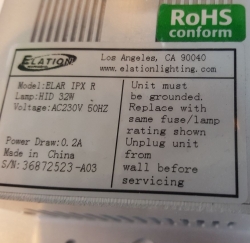 RoHS
conform
ELATION
Los Angeles, CA 90040
www.elationlighting.com
Model:ELAR IPX R
Lamp:HID 32W
Voltage:AC230V 50HZ
Power Draw:0.2A
Made in China
S/N:36872523-A03
Unit must
be grounded.
Replace with
same fuse/lamp
rating shown
Unplug unit
from
wall before
servicing